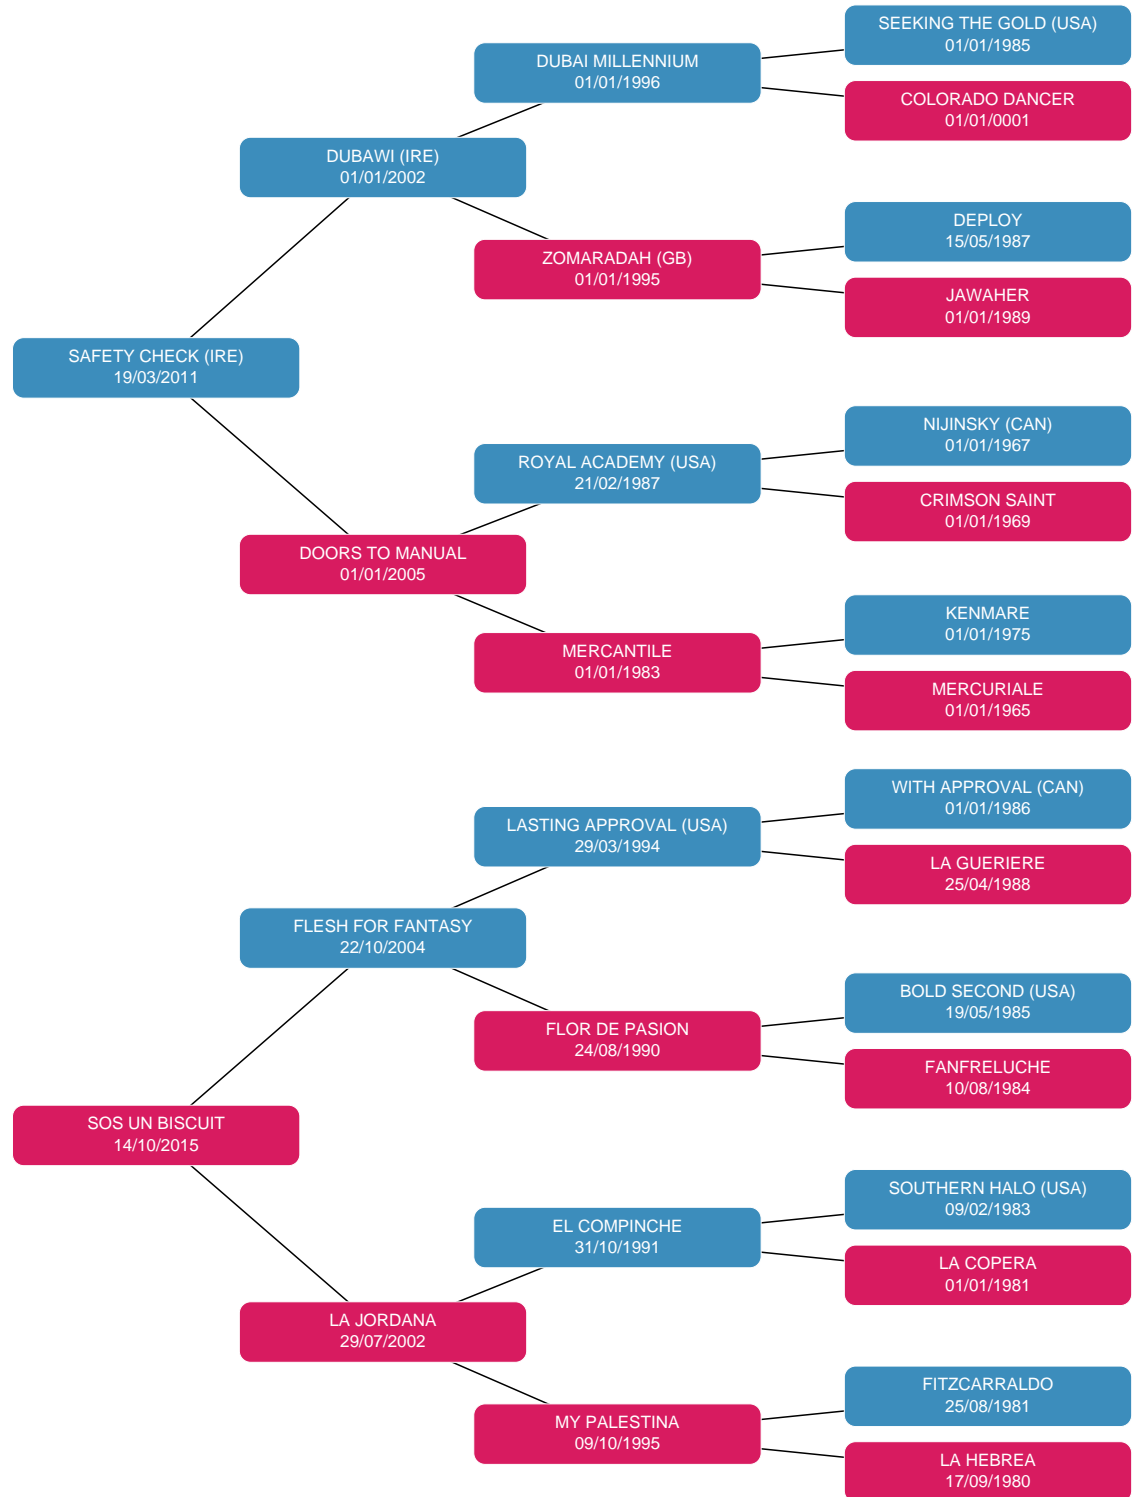 SEEKING THE GOLD (USA)
01/01/1985
DUBAI MILLENNIUM
01/01/1996
COLORADO DANCER
01/01/0001
DUBAWI (IRE)
01/01/2002
DEPLOY
15/05/1987
ZOMARADAH (GB)
01/01/1995
JAWAHER
01/01/1989
SAFETY CHECK (IRE)
19/03/2011
NIJINSKY (CAN)
01/01/1967
ROYAL ACADEMY (USA)
21/02/1987
CRIMSON SAINT
01/01/1969
DOORS TO MANUAL
01/01/2005
KENMARE
01/01/1975
MERCANTILE
01/01/1983
MERCURIALE
01/01/1965
WITH APPROVAL (CAN)
01/01/1986
LASTING APPROVAL (USA)
29/03/1994
LA GUERIERE
25/04/1988
FLESH FOR FANTASY
22/10/2004
BOLD SECOND (USA)
19/05/1985
FLOR DE PASION
24/08/1990
FANFRELUCHE
10/08/1984
SOS UN BISCUIT
14/10/2015
SOUTHERN HALO (USA)
09/02/1983
EL COMPINCHE
31/10/1991
LA COPERA
01/01/1981
LA JORDANA
29/07/2002
FITZCARRALDO
25/08/1981
MY PALESTINA
09/10/1995
LA HEBREA
17/09/1980